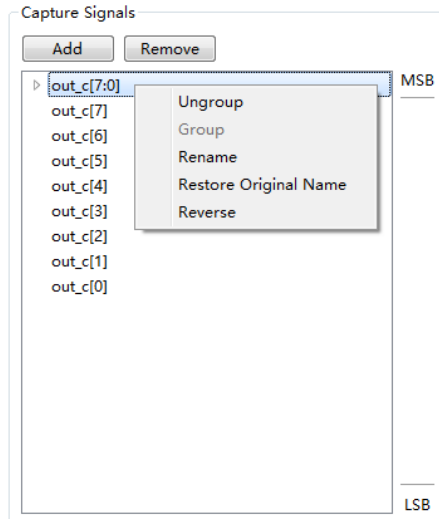 Capture Signals
Add Remove
out_c[7:0] MSB
out_c[7]
out_c[6]
out_c[5]
out_c[4]
out_c[3]
out_c[2]
out_c[1]
out_c[0]
Ungroup
Group
Rename
Restore Original Name
Reverse
LSB